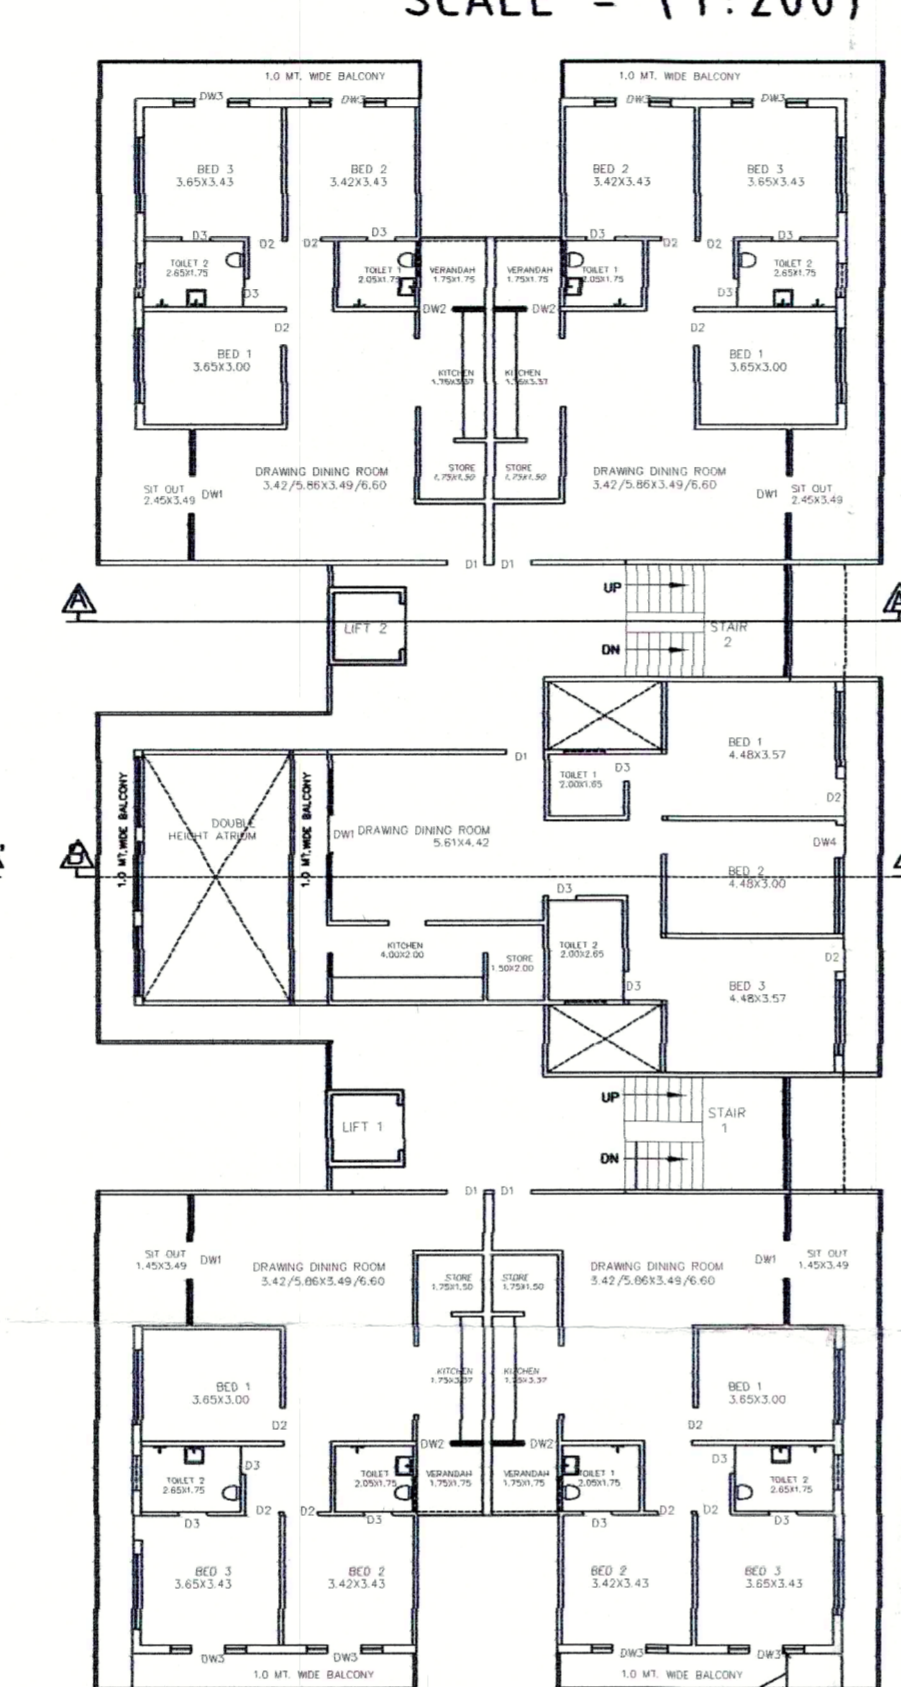 SCALE = (1:200)
1.0 MT. WIDE BALCONY
1.0 MT. WIDE BALCONY
DW3
DW3
DW3
DW3
BED 3
3.65X3.43
BED 2
3.42X3.43
BED 2
3.42X3.43
BED 3
3.65X3.43
D3
D2
D2
D3
D3
D2
D2
D3
TOILET 2
2.65X1.75
TOILET 1
2.05X1.75
VERANDAH
1.75X1.75
VERANDAH
1.75X1.75
TOILET 1
2.05X1.75
TOILET 2
2.65X1.75
D3
D3
DW2
DW2
D2
D2
BED 1
3.65X3.00
KITCHEN
1.75X3.37
KITCHEN
1.75X3.37
BED 1
3.65X3.00
DRAWING DINING ROOM
3.42/5.86X3.49/6.60
STORE
1.75X1.50
STORE
1.75X1.50
DRAWING DINING ROOM
3.42/5.86X3.49/6.60
SIT OUT
2.45X3.49
DW1
DW1
SIT OUT
2.45X3.49
D1
D1
A
A
UP
LIFT 2
STAIR
2
DN
BED 1
4.48X3.57
D1
TOILET 1
2.00X1.65
D3
D2
1.0 MT. WIDE BALCONY
DOUBLE
HEIGHT ATRIUM
1.0 MT. WIDE BALCONY
DW1
DRAWING DINING ROOM
5.61X4.42
DW4
B
BED 2
4.48X3.00
D3
KITCHEN
4.00X2.00
STORE
1.50X2.00
TOILET 2
2.00X2.65
D2
D3
BED 3
4.48X3.57
UP
LIFT 1
STAIR
1
DN
D1
D1
SIT OUT
1.45X3.49
DW1
DRAWING DINING ROOM
3.42/5.86X3.49/6.60
STORE
1.75X1.50
STORE
1.75X1.50
DRAWING DINING ROOM
3.42/5.86X3.49/6.60
DW1
SIT OUT
1.45X3.49
BED 1
3.65X3.00
KITCHEN
1.75X3.37
KITCHEN
1.75X3.37
BED 1
3.65X3.00
D2
D2
DW2
DW2
D3
D3
TOILET 2
2.65X1.75
TOILET
2.05X1.75
VERANDAH
1.75X1.75
VERANDAH
1.75X1.75
TOILET 1
2.05X1.75
TOILET 2
2.65X1.75
D3
D2
D2
D3
D3
D2
D2
D3
BED 3
3.65X3.43
BED 2
3.42X3.43
BED 2
3.42X3.43
BED 3
3.65X3.43
DW3
DW3
DW3
DW3
1.0 MT. WIDE BALCONY
1.0 MT. WIDE BALCONY